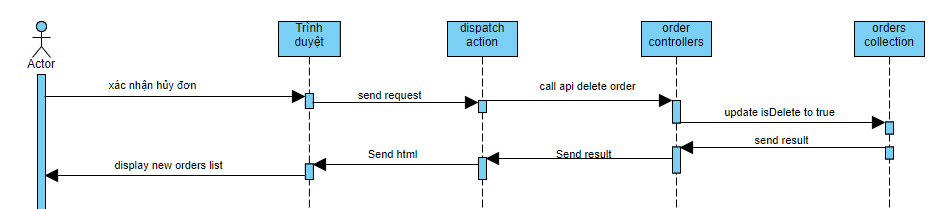 Trình
duyệt
dispatch
action
order
controllers
orders
collection
Actor
xác nhận hủy đơn
send request
call api delete order
update isDelete to true
send result
Send result
Send html
display new orders list